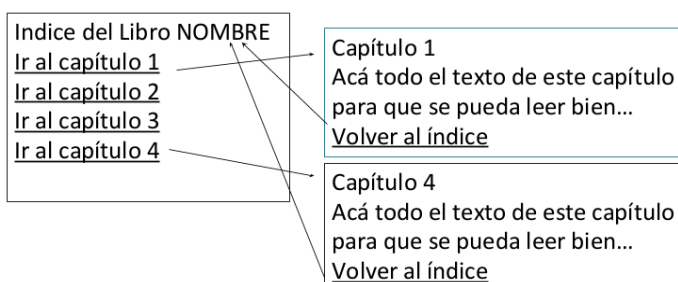 Indice del Libro NOMBRE
Ir al capítulo 1
Ir al capítulo 2
Ir al capítulo 3
Ir al capítulo 4
Capítulo 1
Acá todo el texto de este capítulo
para que se pueda leer bien...
Volver al índice
Capítulo 4
Acá todo el texto de este capítulo
para que se pueda leer bien...
Volver al índice